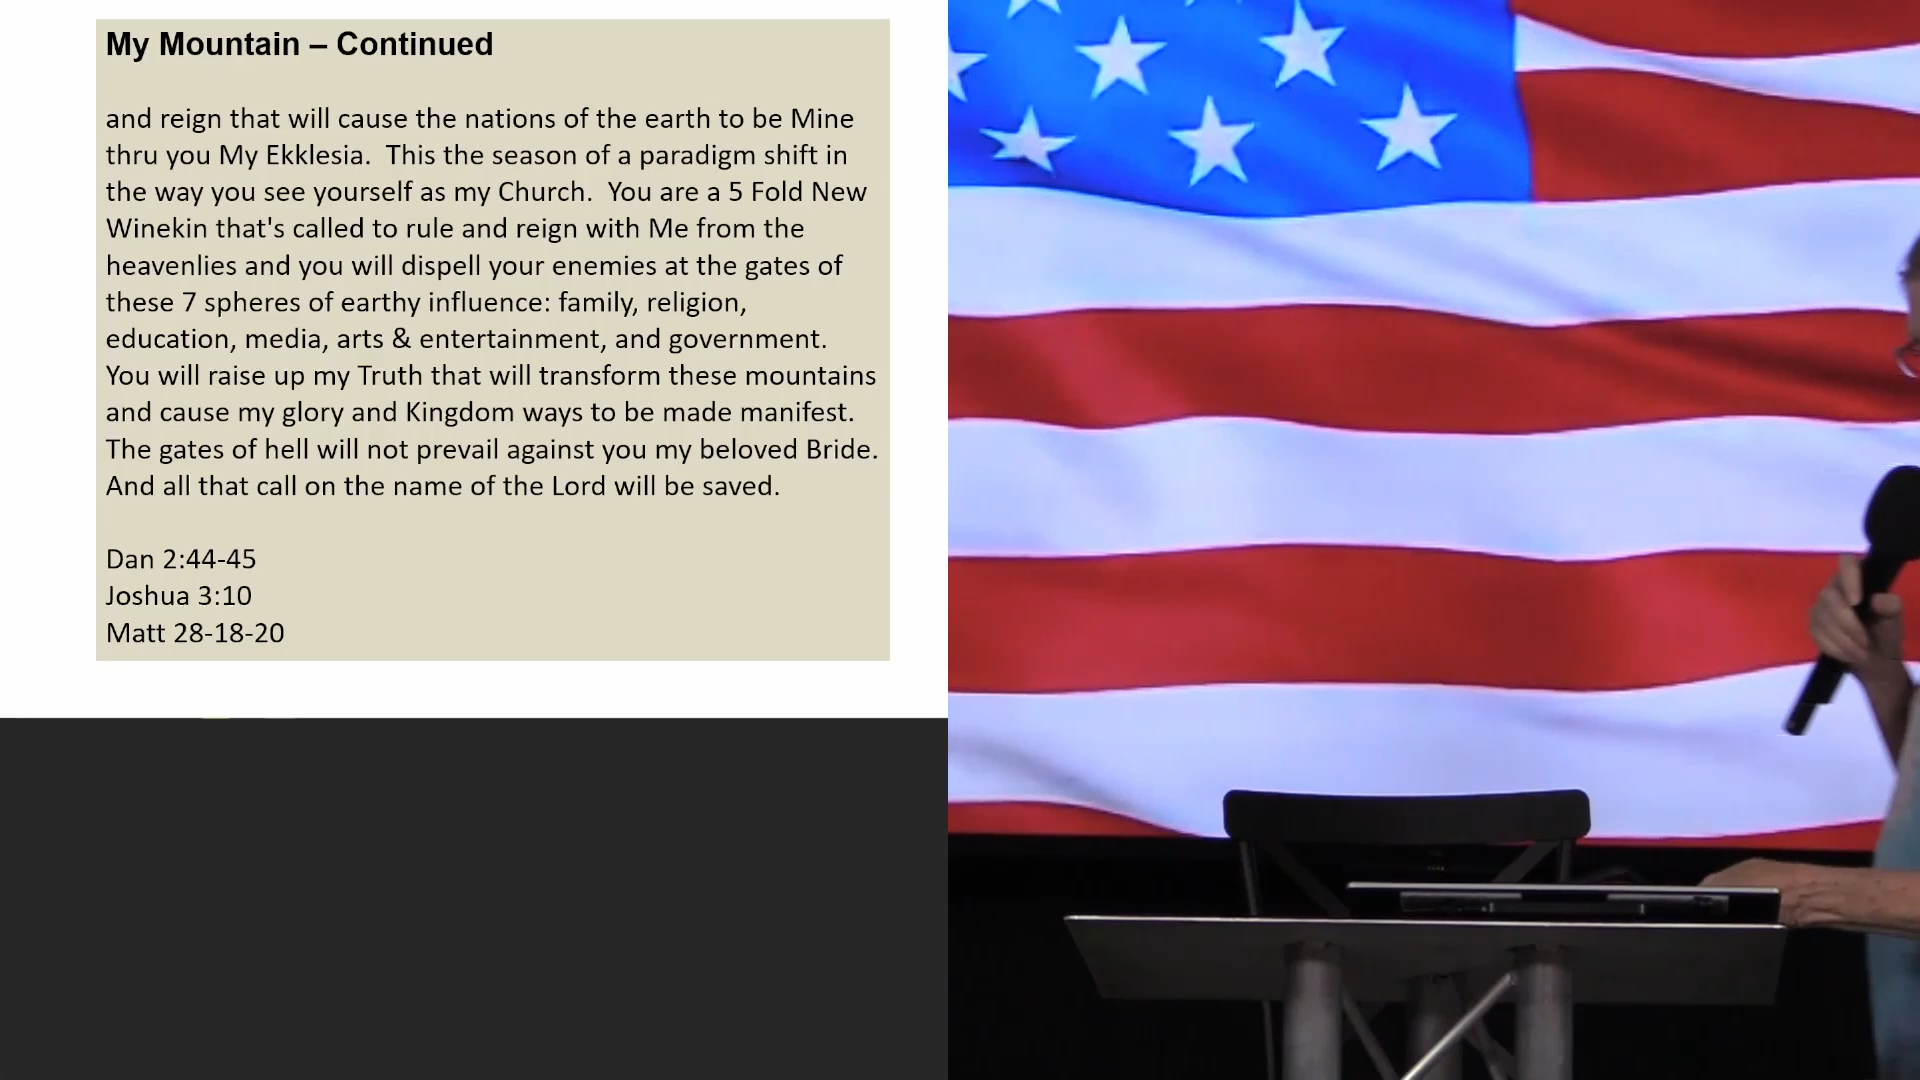 My Mountain – Continued
and reign that will cause the nations of the earth to be Mine
thru you My Ekklesia.  This the season of a paradigm shift in
the way you see yourself as my Church.  You are a 5 Fold New
Winekin that's called to rule and reign with Me from the
heavenlies and you will dispell your enemies at the gates of
these 7 spheres of earthy influence: family, religion,
education, media, arts & entertainment, and government.
You will raise up my Truth that will transform these mountains
and cause my glory and Kingdom ways to be made manifest.
The gates of hell will not prevail against you my beloved Bride.
And all that call on the name of the Lord will be saved.
Dan 2:44-45
Joshua 3:10
Matt 28-18-20